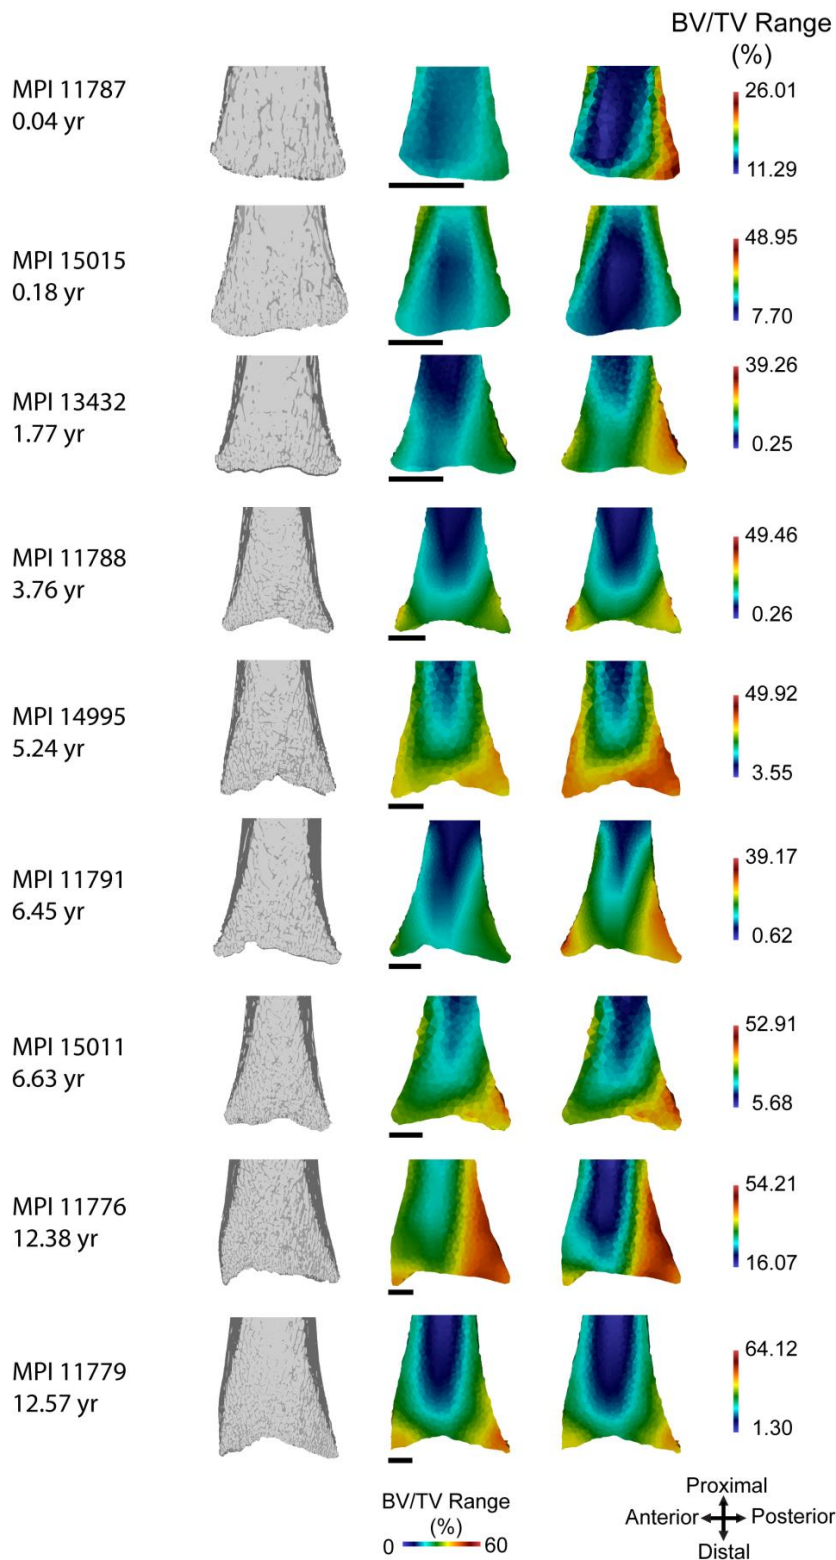 BV/TV Range
(%)
MPI 11787
0.04 yr
26.01
11.29
MPI 15015
0.18 yr
48.95
7.70
MPI 13432
1.77 yr
39.26
0.25
MPI 11788
3.76 yr
49.46
0.26
MPI 14995
5.24 yr
49.92
3.55
MPI 11791
6.45 yr
39.17
0.62
MPI 15011
6.63 yr
52.91
5.68
MPI 11776
12.38 yr
54.21
16.07
MPI 11779
12.57 yr
64.12
1.30
BV/TV Range
(%)
0 60
Proximal
Anterior Posterior
Distal